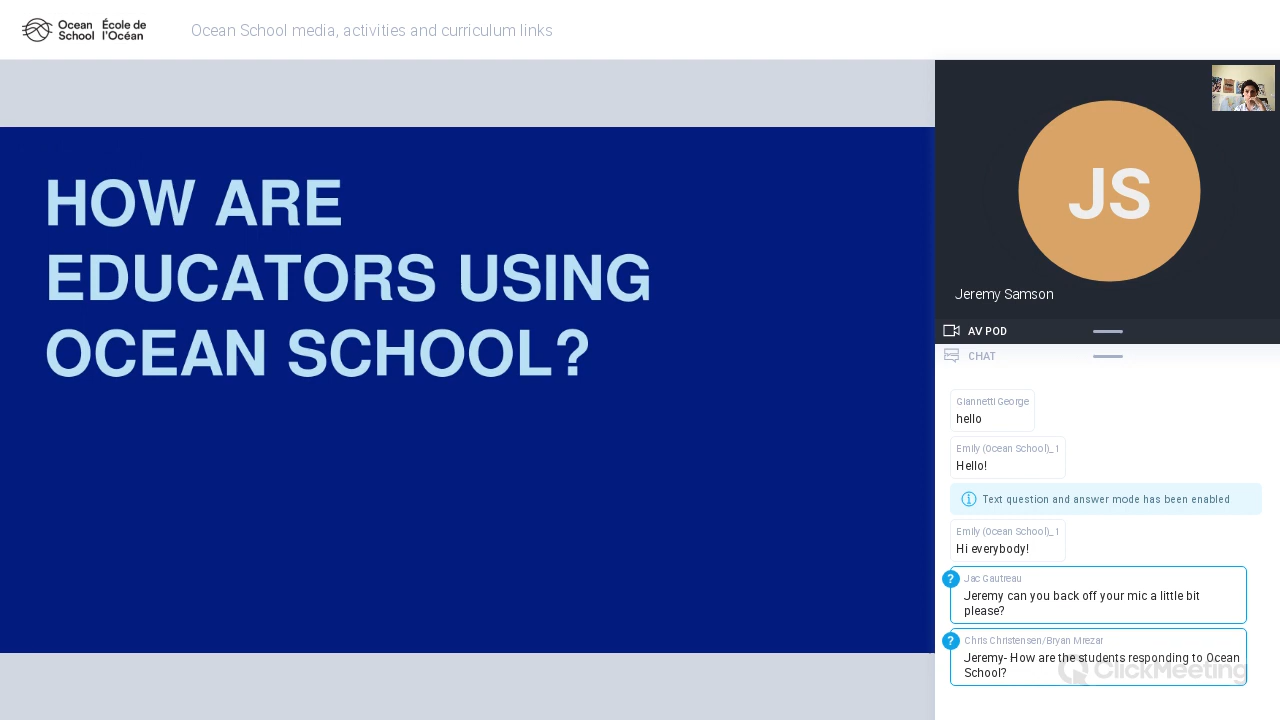 Ocean School École de l'Océan
Ocean School media, activities and curriculum links
HOW ARE
EDUCATORS USING
OCEAN SCHOOL?
JS
Jeremy Samson
AV POD
CHAT
Giannetti George
hello
Emily (Ocean School)_1
Hello!
Text question and answer mode has been enabled
Emily (Ocean School)_1
Hi everybody!
? Jac Gautreau
Jeremy can you back off your mic a little bit
please?
? Chris Christensen/Bryan Mrezar
Jeremy- How are the students responding to Ocean
School?
ClickMeeting